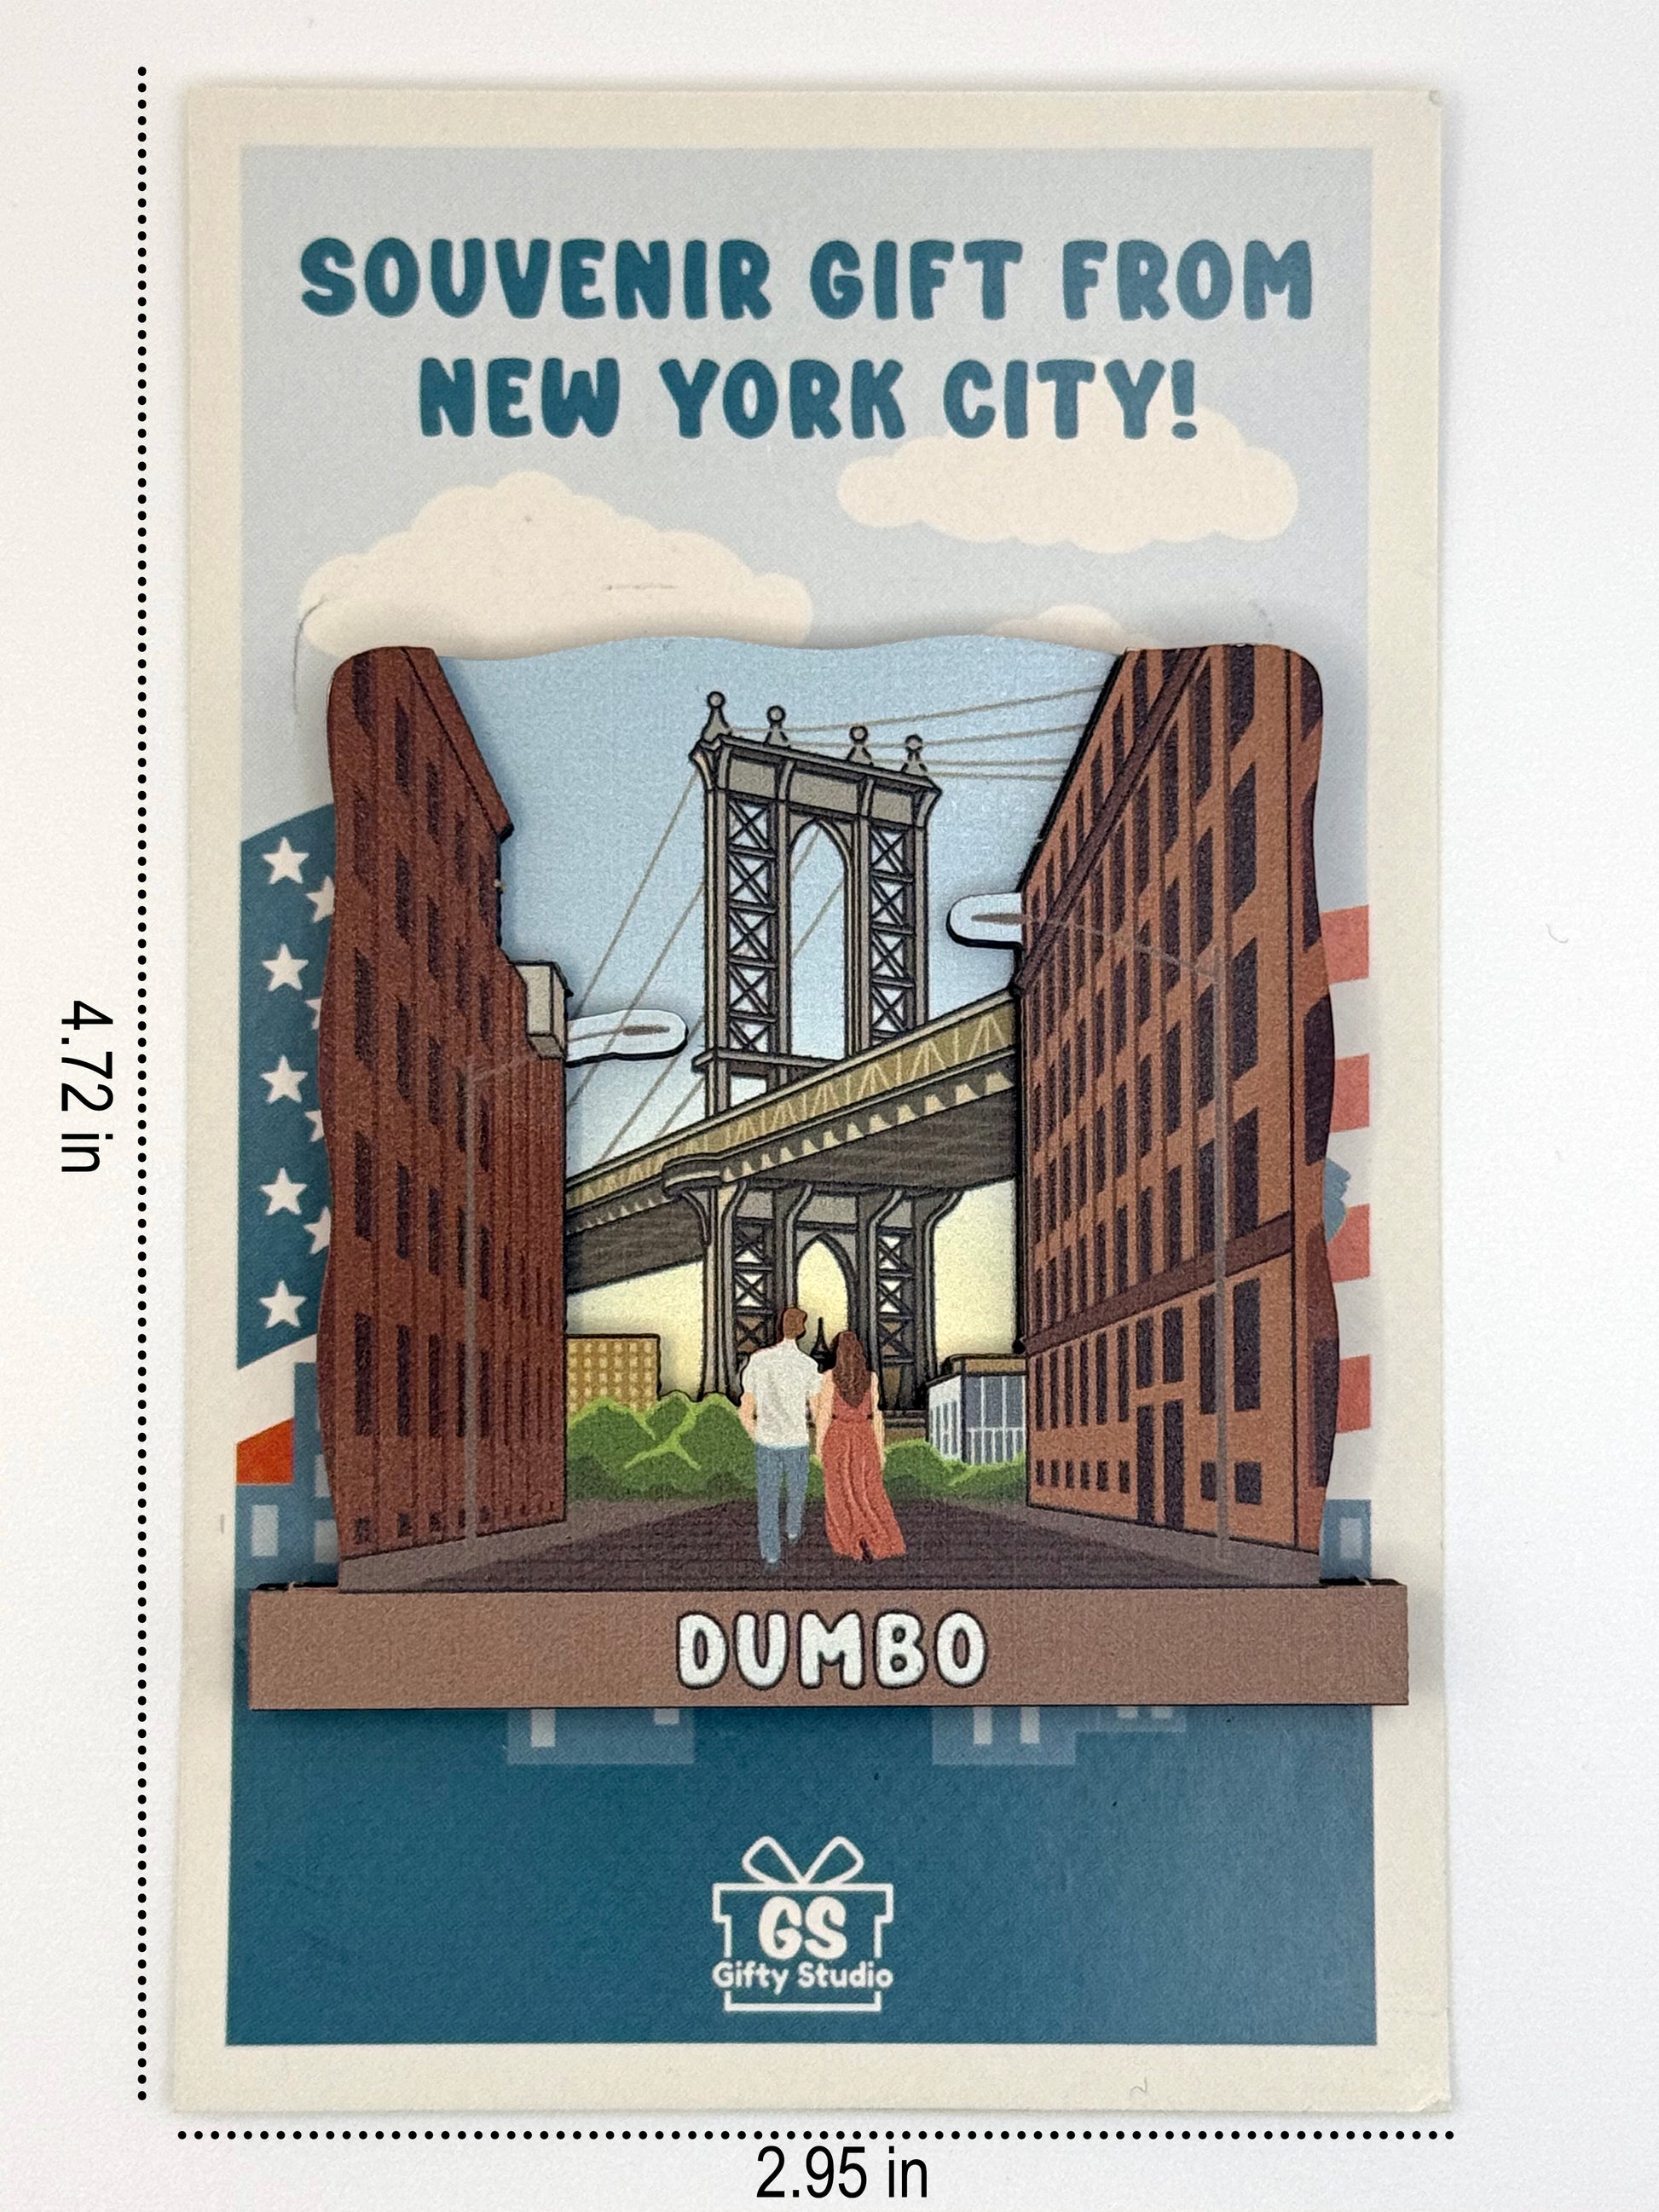 SOUVENIR GIFT FROM
NEW YORK CITY!
4.72 in
DUMBO
GS
Gifty Studio
2.95 in